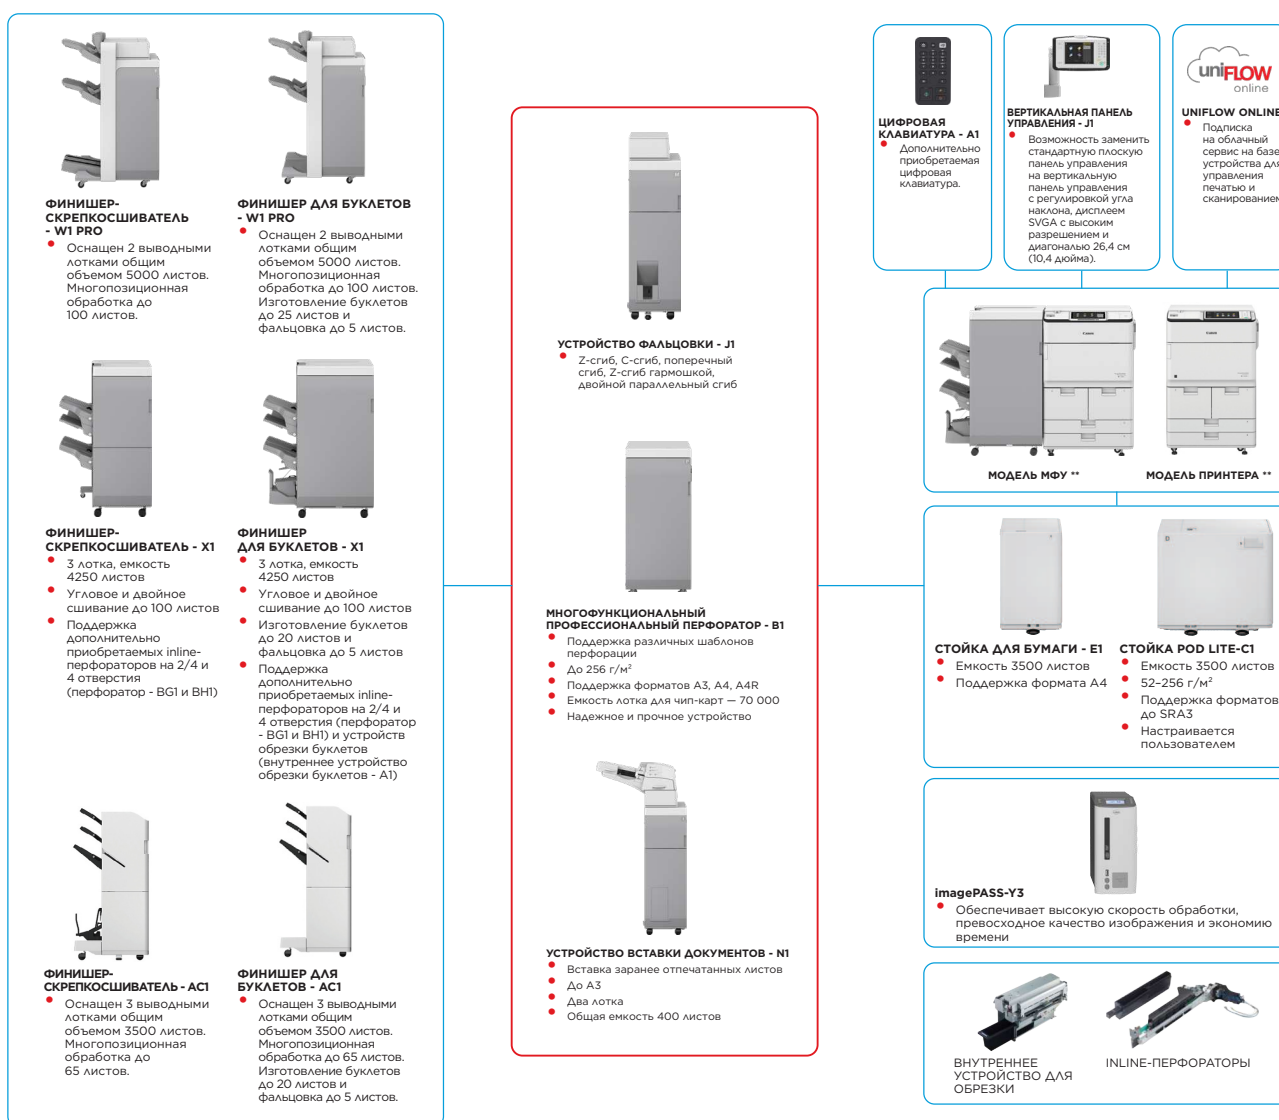 ФИНИШЕР-
СКРЕПКОСШИВАТЕЛЬ
- W1 PRO
Оснащен 2 выводными
лотками общим
объемом 5000 листов.
Многопозиционная
обработка до
100 листов.
ФИНИШЕР ДЛЯ БУКЛЕТОВ
- W1 PRO
Оснащен 2 выводными
лотками общим
объемом 5000 листов.
Многопозиционная
обработка до 100 листов.
Изготовление буклетов
до 25 листов и
фальцовка до 5 листов.
ФИНИШЕР-
СКРЕПКОСШИВАТЕЛЬ - X1
3 лотка, емкость
4250 листов
Угловое и двойное
сшивание до 100 листов
Поддержка
дополнительно
приобретаемых inline-
перфораторов на 2/4 и
4 отверстия
(перфоратор - BG1 и BH1)
ФИНИШЕР
ДЛЯ БУКЛЕТОВ - X1
3 лотка, емкость
4250 листов
Угловое и двойное
сшивание до 100 листов
Изготовление буклетов
до 20 листов и
фальцовка до 5 листов
Поддержка
дополнительно
приобретаемых inline-
перфораторов на 2/4 и
4 отверстия (перфоратор
- BG1 и BH1) и устройств
обрезки буклетов
(внутреннее устройство
обрезки буклетов - A1)
ФИНИШЕР-
СКРЕПКОСШИВАТЕЛЬ - AC1
Оснащен 3 выводными
лотками общим
объемом 3500 листов.
Многопозиционная
обработка до
65 листов.
ФИНИШЕР ДЛЯ
БУКЛЕТОВ - AC1
Оснащен 3 выводными
лотками общим
объемом 3500 листов.
Многопозиционная
обработка до 65 листов.
Изготовление буклетов
до 20 листов и
фальцовка до 5 листов.
УСТРОЙСТВО ФАЛЬЦОВКИ - J1
Z-сгиб, C-сгиб, поперечный
сгиб, Z-сгиб гармошкой,
двойной параллельный сгиб
МНОГОФУНКЦИОНАЛЬНЫЙ
ПРОФЕССИОНАЛЬНЫЙ ПЕРФОРАТОР - B1
Поддержка различных шаблонов
перфорации
До 256 г/м²
Поддержка форматов A3, A4, A4R
Емкость лотка для чип-карт — 70 000
Надежное и прочное устройство
УСТРОЙСТВО ВСТАВКИ ДОКУМЕНТОВ - N1
Вставка заранее отпечатанных листов
До A3
Два лотка
Общая емкость 400 листов
ЦИФРОВАЯ
КЛАВИАТУРА - A1
Дополнительно
приобретаемая
цифровая
клавиатура.
ВЕРТИКАЛЬНАЯ ПАНЕЛЬ
УПРАВЛЕНИЯ - J1
Возможность заменить
стандартную плоскую
панель управления
на вертикальную
панель управления
с регулировкой угла
наклона, дисплеем
SVGA с высоким
разрешением и
диагональю 26,4 см
(10,4 дюйма).
uniFLOW
online
UNIFLOW ONLINE
Подписка
на облачный
сервис на базе
устройства для
управления
печатью и
сканированием
Canon
МОДЕЛЬ МФУ **
МОДЕЛЬ ПРИНТЕРА **
СТОЙКА ДЛЯ БУМАГИ - E1
Емкость 3500 листов
Поддержка формата A4
СТОЙКА POD LITE-C1
Емкость 3500 листов
52–256 г/м²
Поддержка форматов
до SRA3
Настраивается
пользователем
imagePASS-Y3
Обеспечивает высокую скорость обработки,
превосходное качество изображения и экономию
времени
ВНУТРЕННЕЕ
УСТРОЙСТВО ДЛЯ
ОБРЕЗКИ
INLINE-ПЕРФОРАТОРЫ